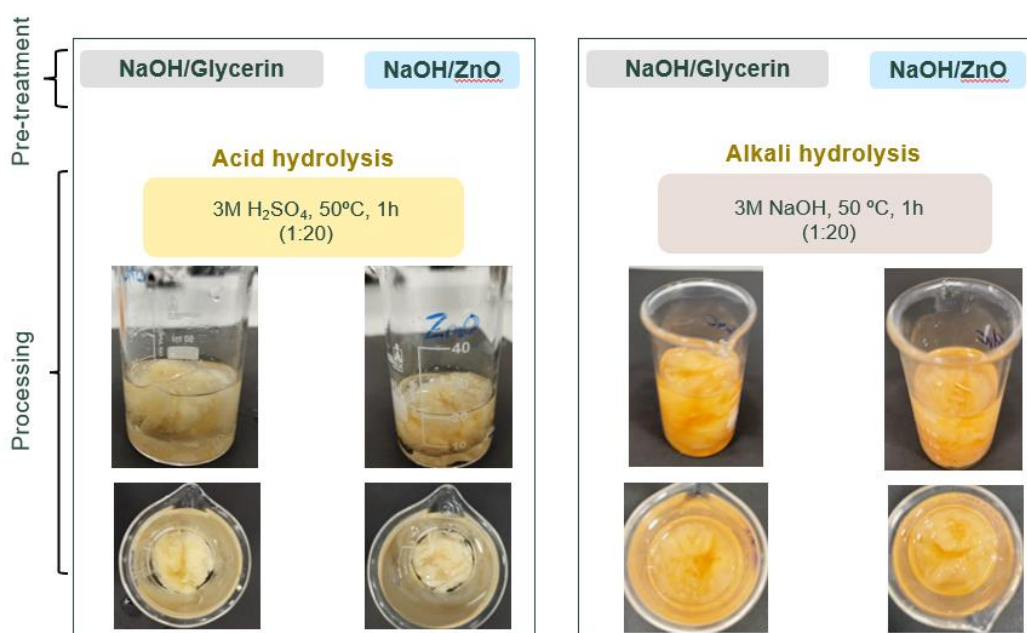 Pre-treatment
NaOH/Glycerin
NaOH/ZnO
NaOH/Glycerin
NaOH/ZnO
Acid hydrolysis
Alkali hydrolysis
3M H₂SO₄, 50ºC, 1h
(1:20)
3M NaOH, 50 ºC, 1h
(1:20)
Processing
ZnO
40
10